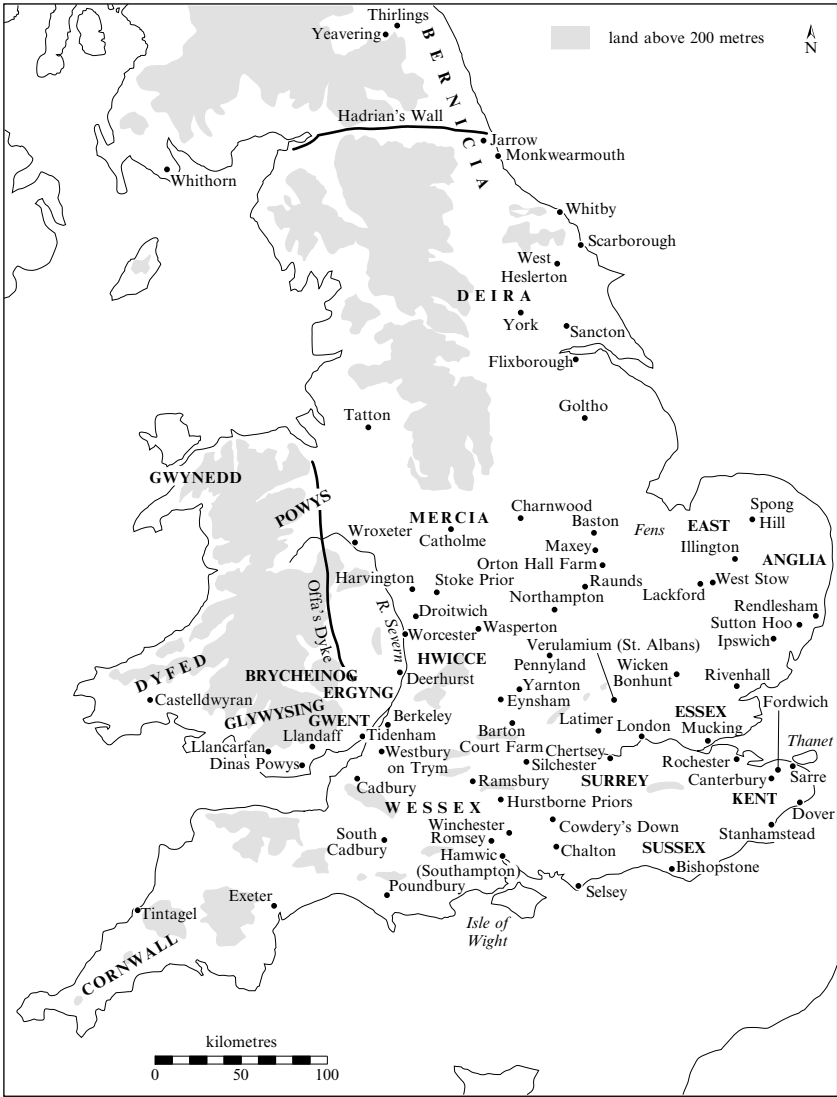 Thirlings
Yeavering
BERNICIA
land above 200 metres
N
Hadrian's Wall
Jarrow
Monkwearmouth
Whithorn
Whitby
Scarborough
West
Heslerton
DEIRA
York
Sancton
Flixborough
Tatton
Goltho
GWYNEDD
POWYS
Wroxeter
MERCIA
Catholme
Charnwood
Baston
Fens
Maxey
Orton Hall Farm
EAST
ANGLIA
Spong
Hill
Illington
Harvington
Stoke Prior
Raunds
Northampton
Lackford
West Stow
Offa's Dyke
R. Severn
Droitwich
Worcester
Wasperton
Rendlesham
Sutton Hoo
Ipswich
DYFED
BRYCHEINOG
ERGYNG
HWICCE
Deerhurst
Verulamium (St. Albans)
Pennyland
Wicken
Bonhunt
Yarnton
Eynsham
Rivenhall
Castelldwyran
GLYWYSING
GWENT
Berkeley
Fordwich
ESSEX
Mucking
Llandaff
Tidenham
Barton
Court Farm
Latimer
London
Thanet
Llancarfan
Dinas Powys
Westbury
on Trym
Chertsey
Silchester
Rochester
Canterbury
Sarre
Cadbury
Ramsbury
SURREY
KENT
WESSEX
Hurstborne Priors
Dover
South
Cadbury
Winchester
Romsey
Cowdery's Down
Stanhamstead
Hamwic
(Southampton)
Chalton
SUSSEX
Bishopstone
Exeter
Poundbury
Selsey
Tintagel
Isle of
Wight
CORNWALL
kilometres
0 50 100